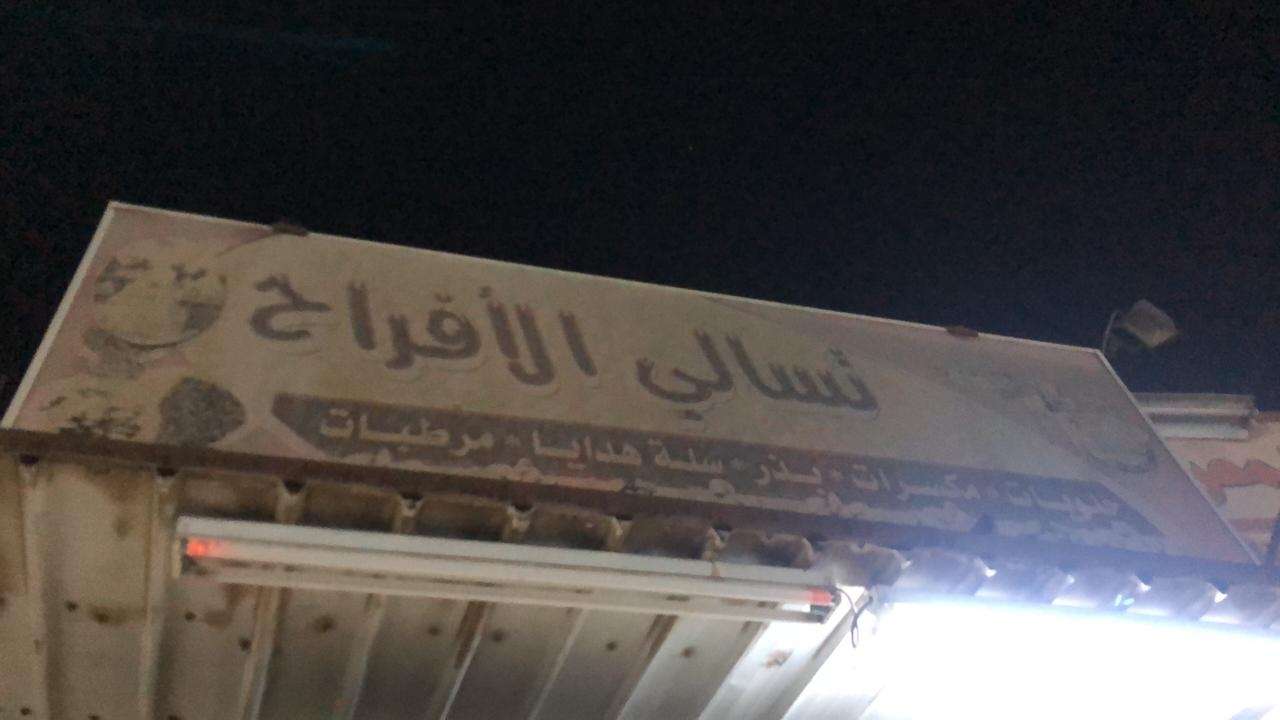 تسالي الأفراح
حلويات * مكسرات * بذر * سلة هدايا * مرطبات